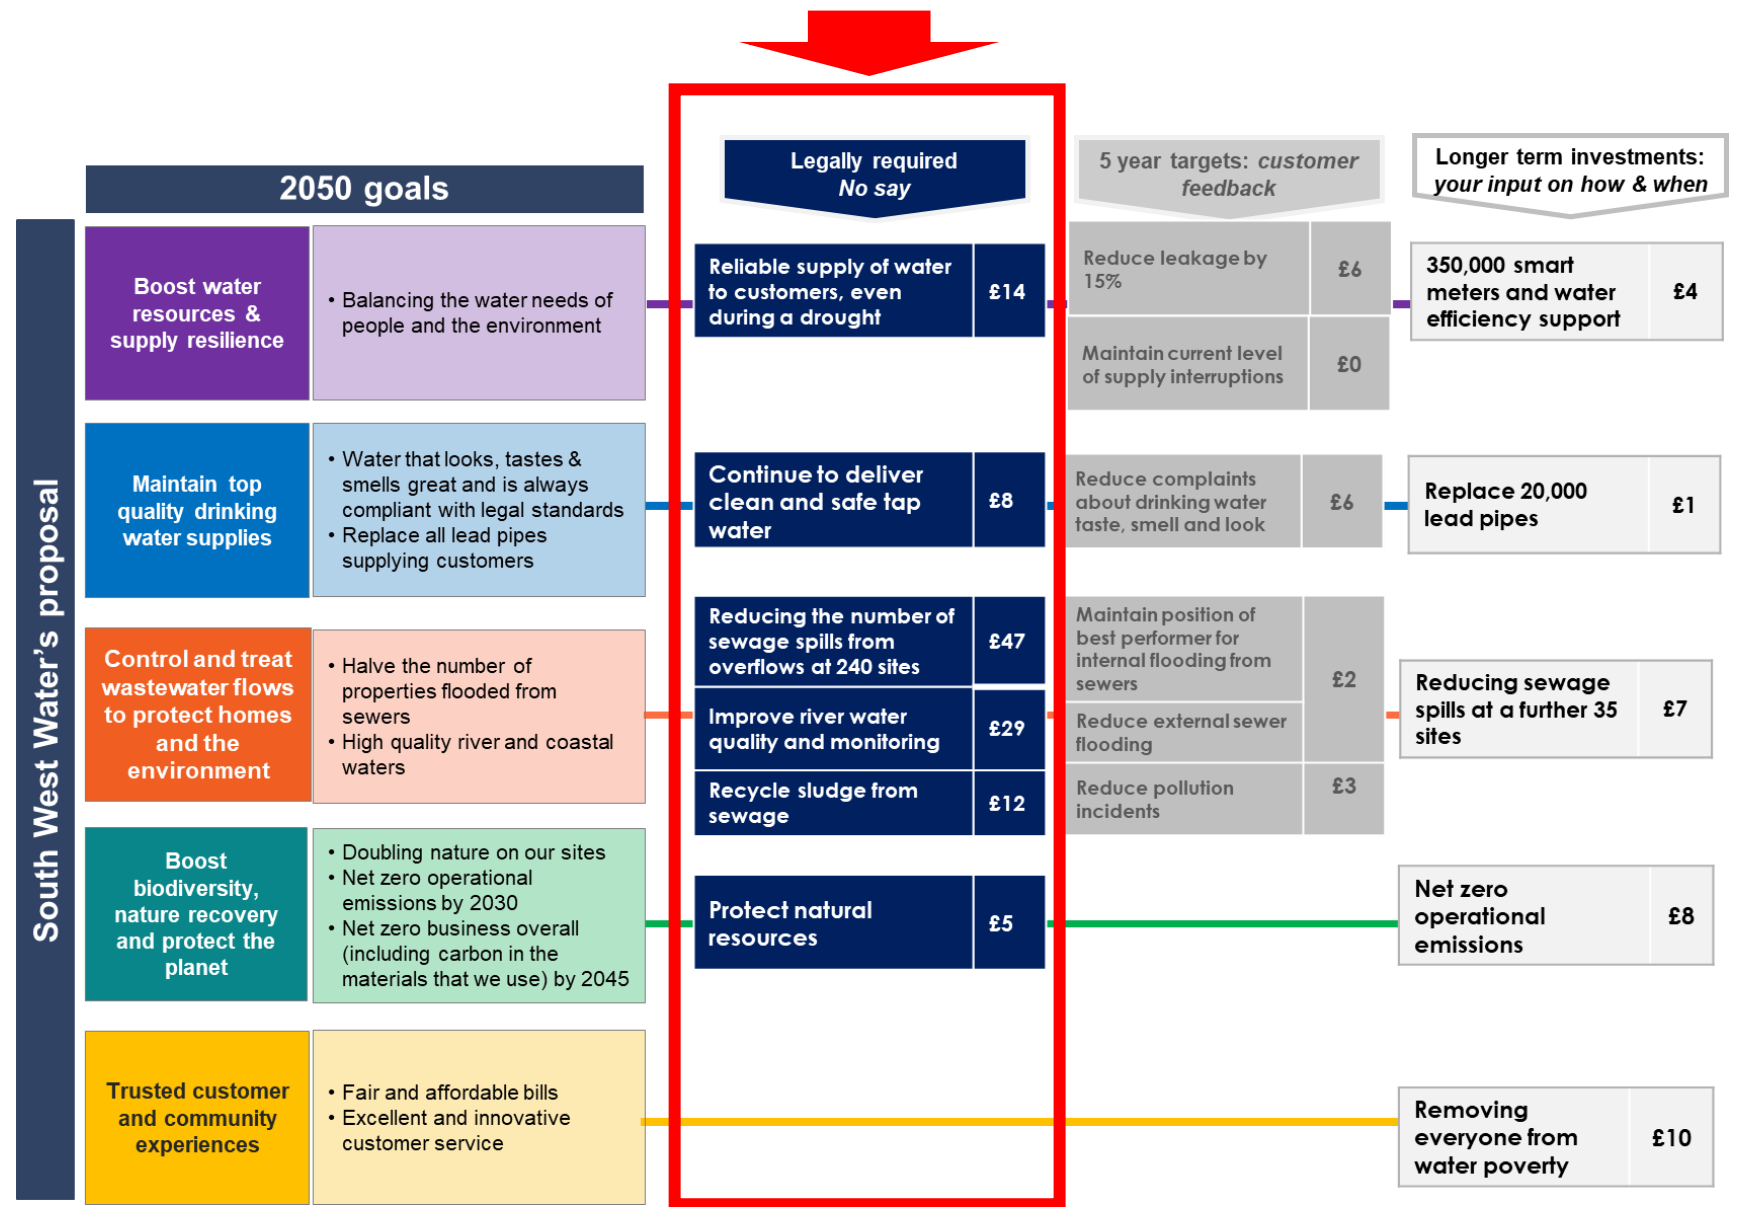 Legally required
No say
5 year targets: customer
feedback
Longer term investments:
your input on how & when
2050 goals
South West Water's proposal
Boost water
resources &
supply resilience
• Balancing the water needs of
people and the environment
Reliable supply of water
to customers, even
during a drought
£14
Reduce leakage by
15%
£6
Maintain current level
of supply interruptions
£0
350,000 smart
meters and water
efficiency support
£4
Maintain top
quality drinking
water supplies
• Water that looks, tastes &
smells great and is always
compliant with legal standards
• Replace all lead pipes
supplying customers
Continue to deliver
clean and safe tap
water
£8
Reduce complaints
about drinking water
taste, smell and look
£6
Replace 20,000
lead pipes
£1
Control and treat
wastewater flows
to protect homes
and the
environment
• Halve the number of
properties flooded from
sewers
• High quality river and coastal
waters
Reducing the number of
sewage spills from
overflows at 240 sites
£47
Improve river water
quality and monitoring
£29
Recycle sludge from
sewage
£12
Maintain position of
best performer for
internal flooding from
sewers
£2
Reduce external sewer
flooding
Reduce pollution
incidents
£3
Reducing sewage
spills at a further 35
sites
£7
Boost
biodiversity,
nature recovery
and protect the
planet
• Doubling nature on our sites
• Net zero operational
emissions by 2030
• Net zero business overall
(including carbon in the
materials that we use) by 2045
Protect natural
resources
£5
Net zero
operational
emissions
£8
Trusted customer
and community
experiences
• Fair and affordable bills
• Excellent and innovative
customer service
Removing
everyone from
water poverty
£10